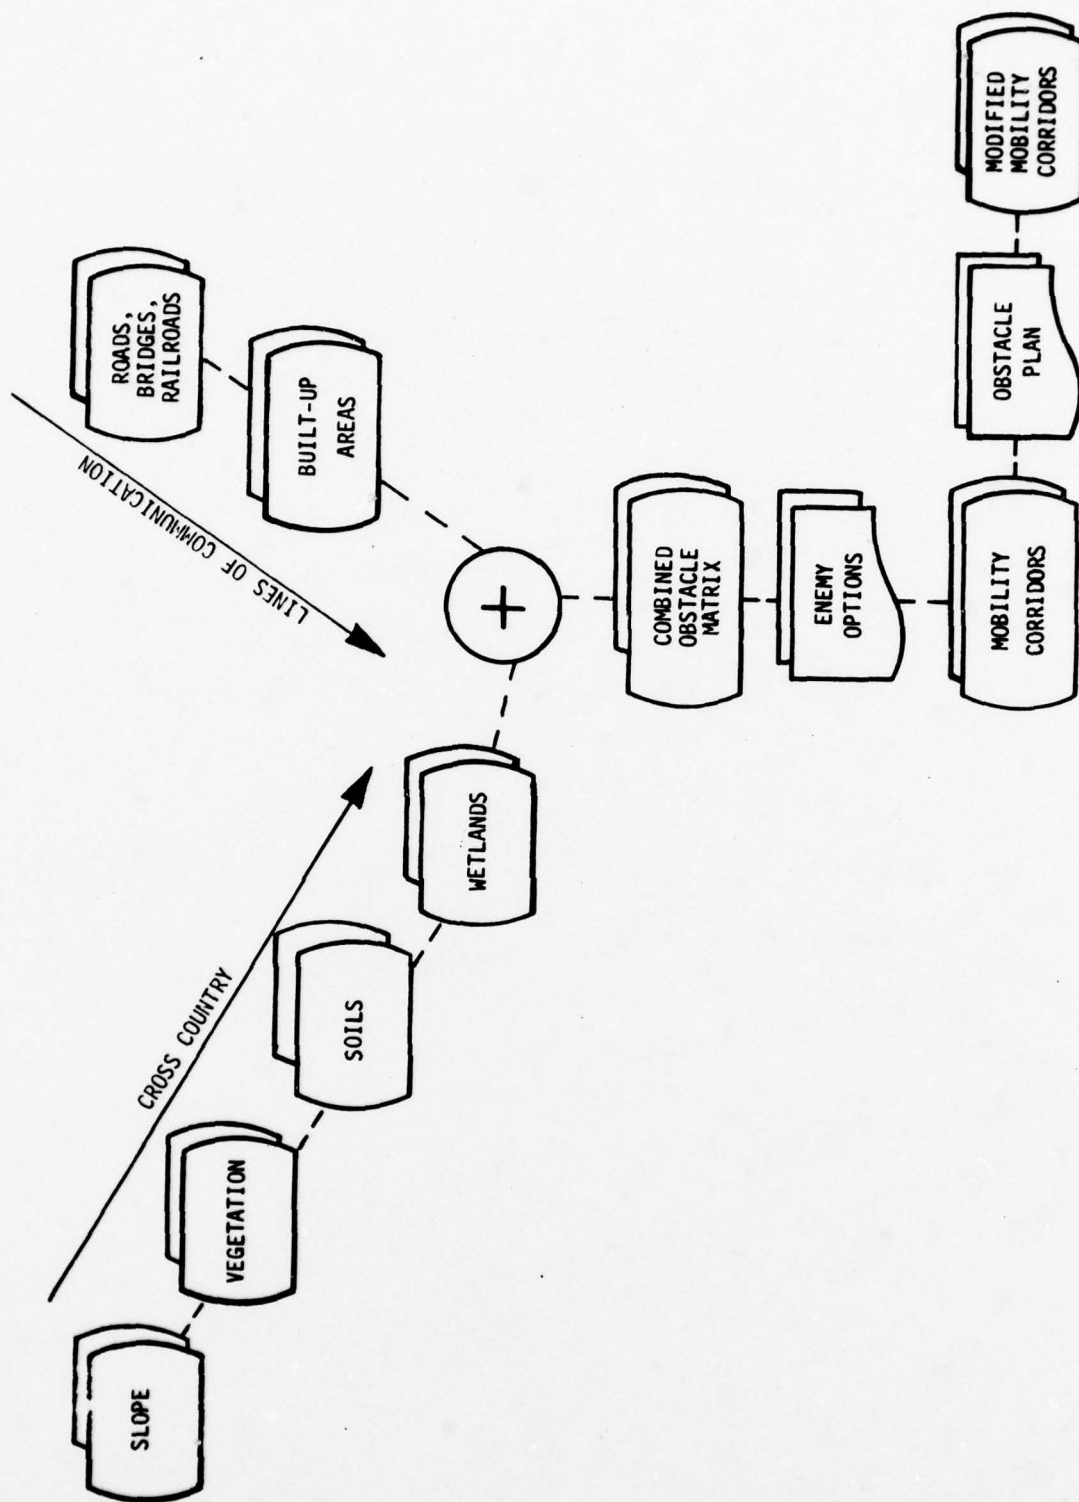 SLOPE
VEGETATION
SOILS
WETLANDS
CROSS COUNTRY
LINES OF COMMUNICATION
ROADS,
BRIDGES,
RAILROADS
BUILT-UP
AREAS
+
COMBINED
OBSTACLE
MATRIX
ENEMY
OPTIONS
MOBILITY
CORRIDORS
OBSTACLE
PLAN
MODIFIED
MOBILITY
CORRIDORS